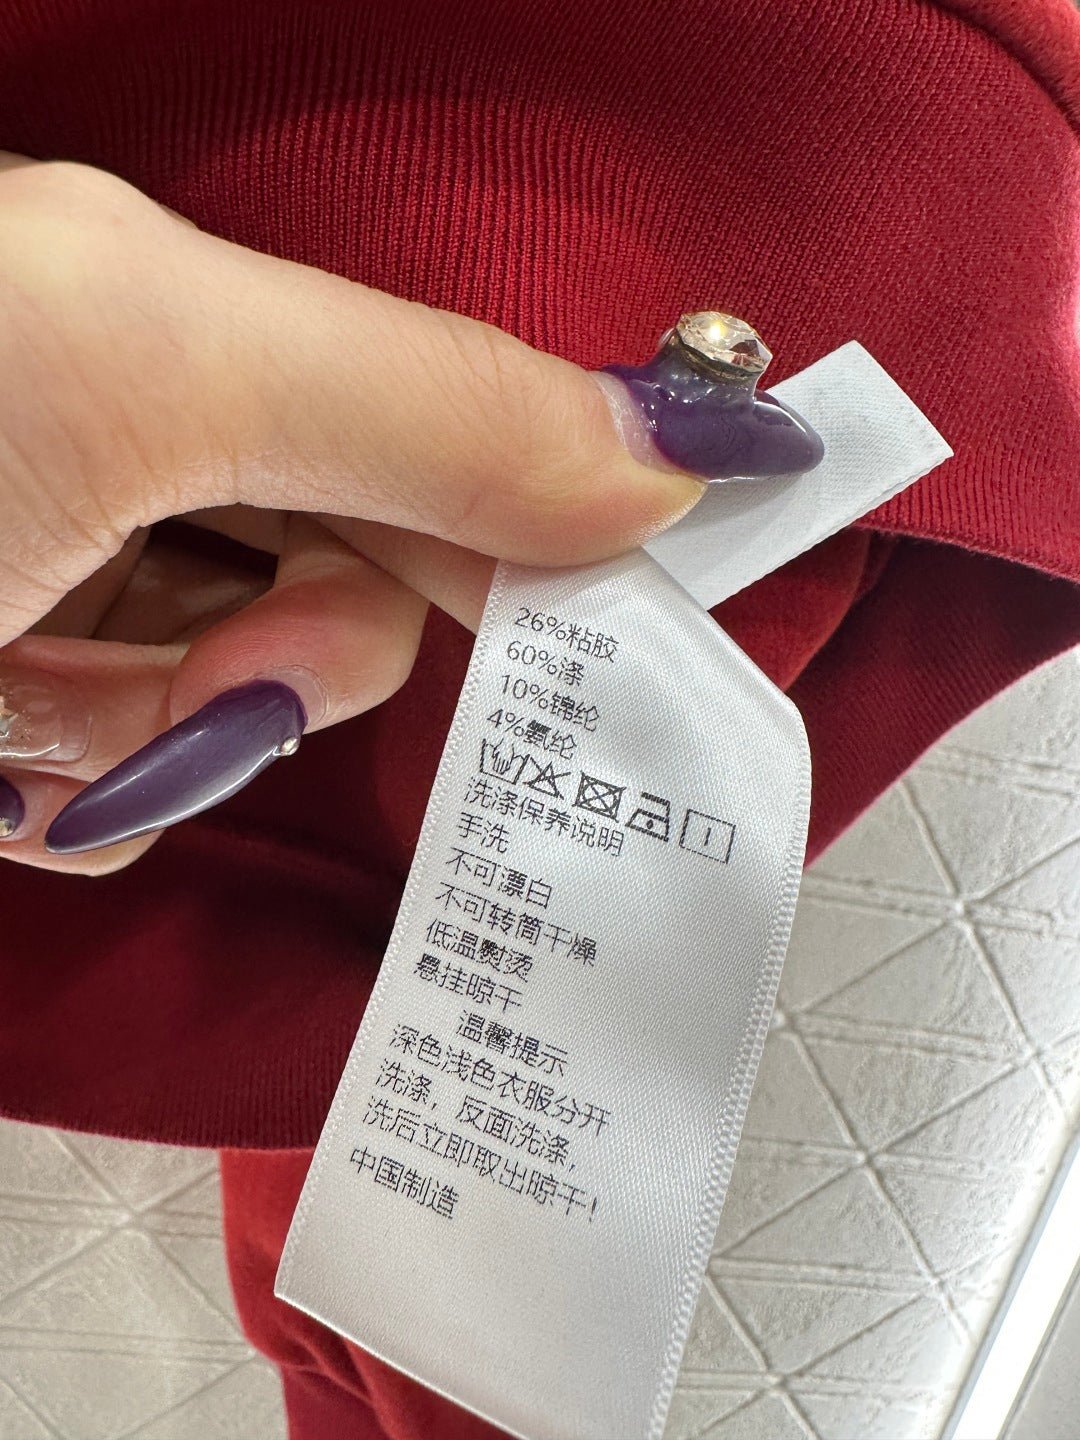 26%粘胶
60%涤
10%锦纶
4%氨纶
洗涤保养说明
手洗
不可漂白
不可转筒干燥
低温熨烫
悬挂晾干
温馨提示
深色浅色衣服分开
洗涤，反面洗涤，
洗后立即取出晾干!
中国制造